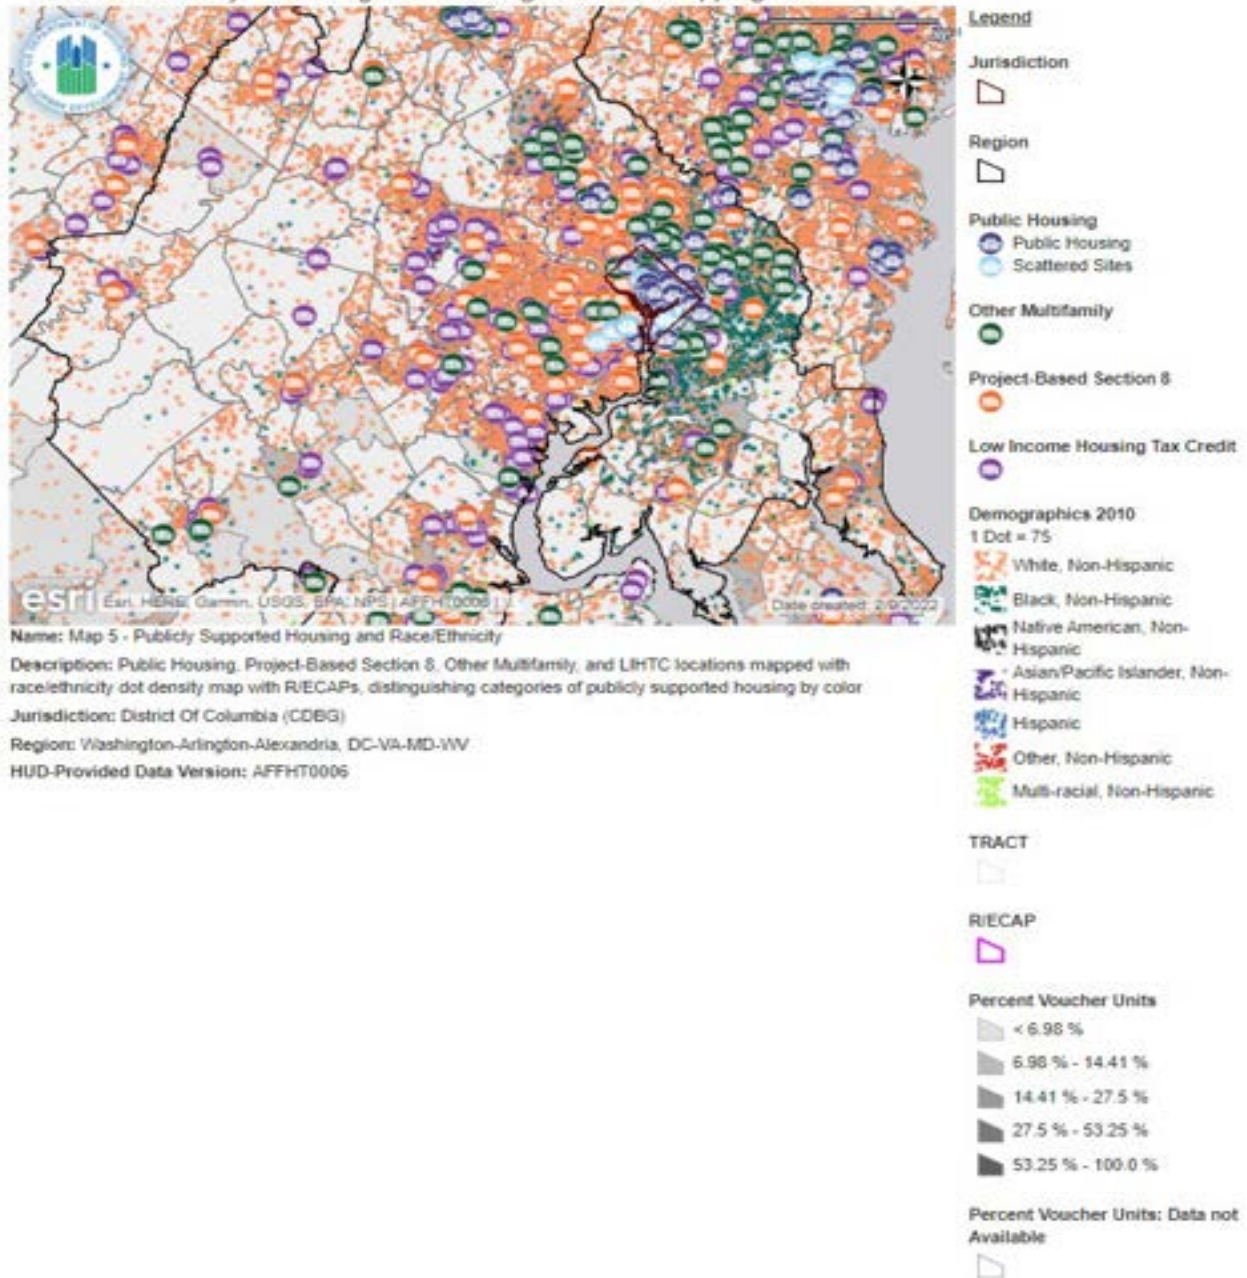 Legend
Jurisdiction
Region
Public Housing
Public Housing
Scattered Sites
Other Multifamily
Project-Based Section 8
Low Income Housing Tax Credit
Demographics 2010
1 Dot = 75
White, Non-Hispanic
Black, Non-Hispanic
Native American, Non-
Hispanic
Asian/Pacific Islander, Non-
Hispanic
Hispanic
Other, Non-Hispanic
Multi-racial, Non-Hispanic
TRACT
R/ECAP
Percent Voucher Units
< 6.98 %
6.98 % - 14.41 %
14.41 % - 27.5 %
27.5 % - 53.25 %
53.25 % - 100.0 %
Percent Voucher Units: Data not
Available
esri Esri, HERE, Garmin, USGS, EPA, NPS | AFFHT0006 |
Date created: 2/9/2022
Name: Map 5 - Publicly Supported Housing and Race/Ethnicity
Description: Public Housing, Project-Based Section 8, Other Multifamily, and LIHTC locations mapped with
race/ethnicity dot density map with R/ECAPs, distinguishing categories of publicly supported housing by color
Jurisdiction: District Of Columbia (CDBG)
Region: Washington-Arlington-Alexandria, DC-VA-MD-WV
HUD-Provided Data Version: AFFHT0006